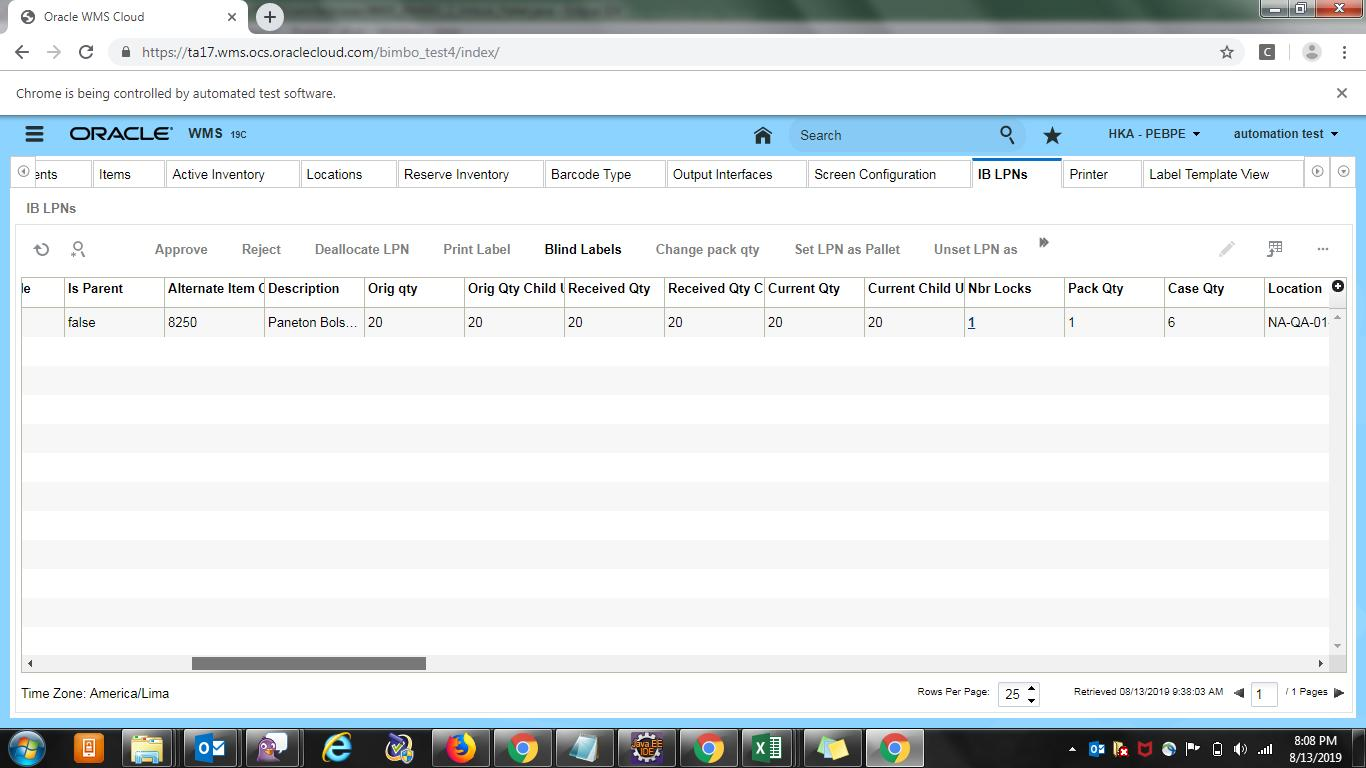 Oracle WMS Cloud
https://ta17.wms.ocs.oraclecloud.com/bimbo_test4/index/
C
Chrome is being controlled by automated test software.
ORACLE WMS 19C
Search
HKA - PEBPE
automation test
ents Items Active Inventory Locations Reserve Inventory Barcode Type Output Interfaces Screen Configuration IB LPNs Printer Label Template View
IB LPNs
Approve Reject Deallocate LPN Print Label Blind Labels Change pack qty Set LPN as Pallet Unset LPN as
le Is Parent Alternate Item C Description Orig qty Orig Qty Child U Received Qty Received Qty C Current Qty Current Child U Nbr Locks Pack Qty Case Qty Location
false 8250 Paneton Bols... 20 20 20 20 20 20 1 1 6 NA-QA-01-
Time Zone: America/Lima
Rows Per Page: 25
Retrieved 08/13/2019 9:38:03 AM
1 / 1 Pages
Java EE
IDE
8:08 PM
8/13/2019